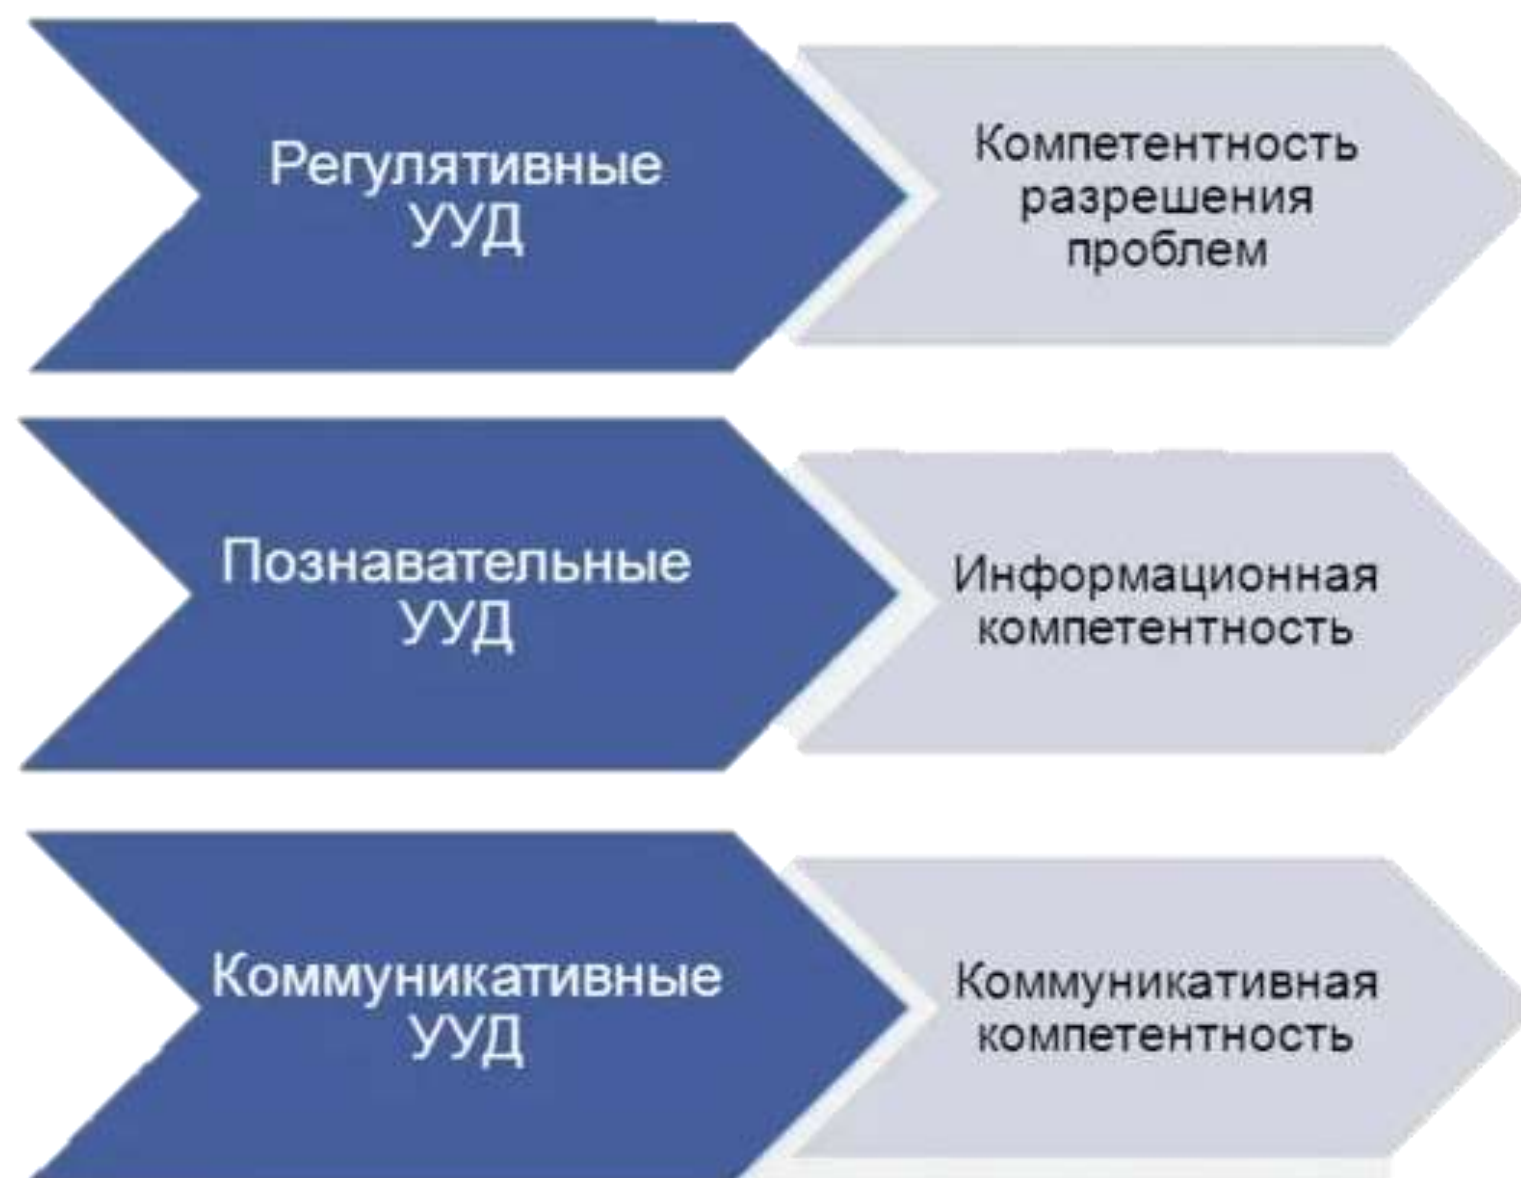 Регулятивные
УУД
Компетентность
разрешения
проблем
Познавательные
УУД
Информационная
компетентность
Коммуникативные
УУД
Коммуникативная
компетентность